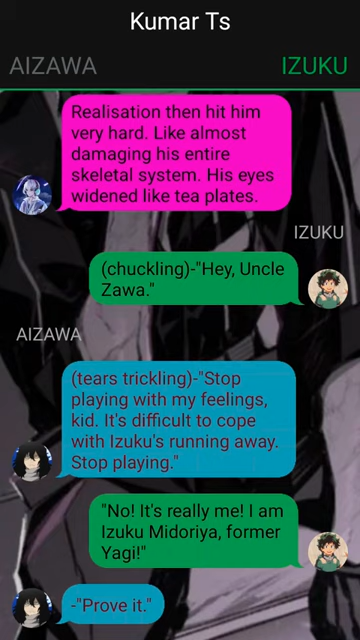 Kumar Ts
AIZAWA
IZUKU
Realisation then hit him
very hard. Like almost
damaging his entire
skeletal system. His eyes
widened like tea plates.
IZUKU
(chuckling)-"Hey, Uncle
Zawa."
AIZAWA
(tears trickling)-"Stop
playing with my feelings,
kid. It's difficult to cope
with Izuku's running away.
Stop playing."
"No! It's really me! I am
Izuku Midoriya, former
Yagi!"
-"Prove it."